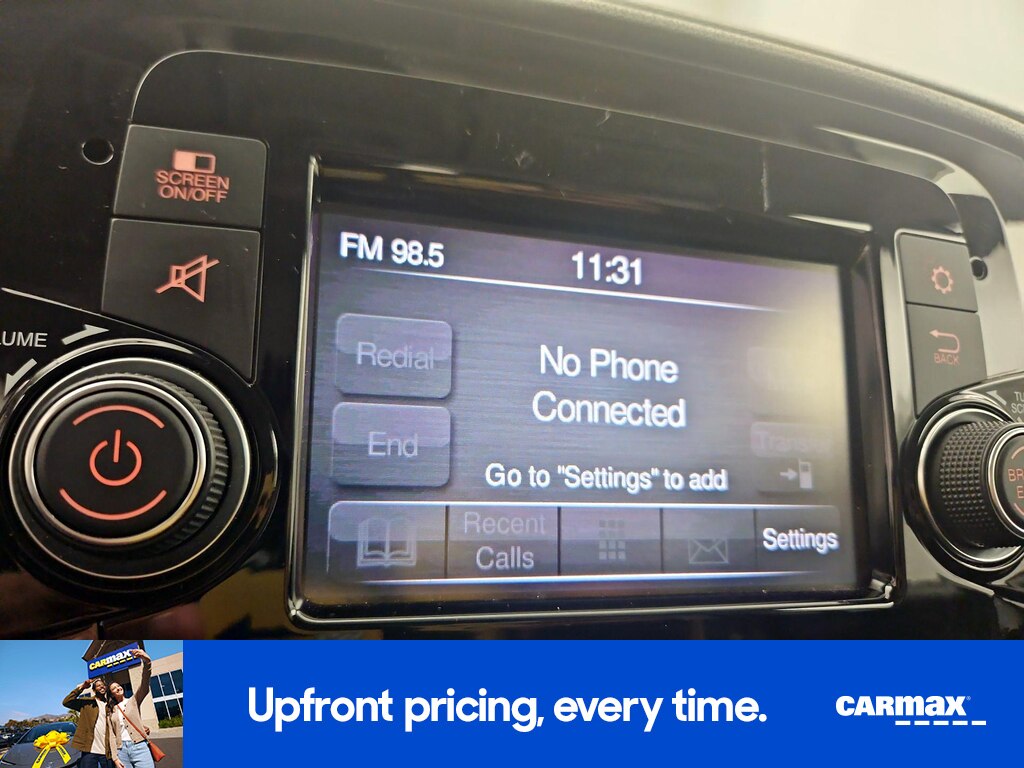 SCREEN
ON/OFF
FM 98.5
11:31
Redial
No Phone
Connected
End
Go to "Settings" to add
Recent
Calls
Settings
BACK
CARMAX
Upfront pricing, every time.
CARMAX